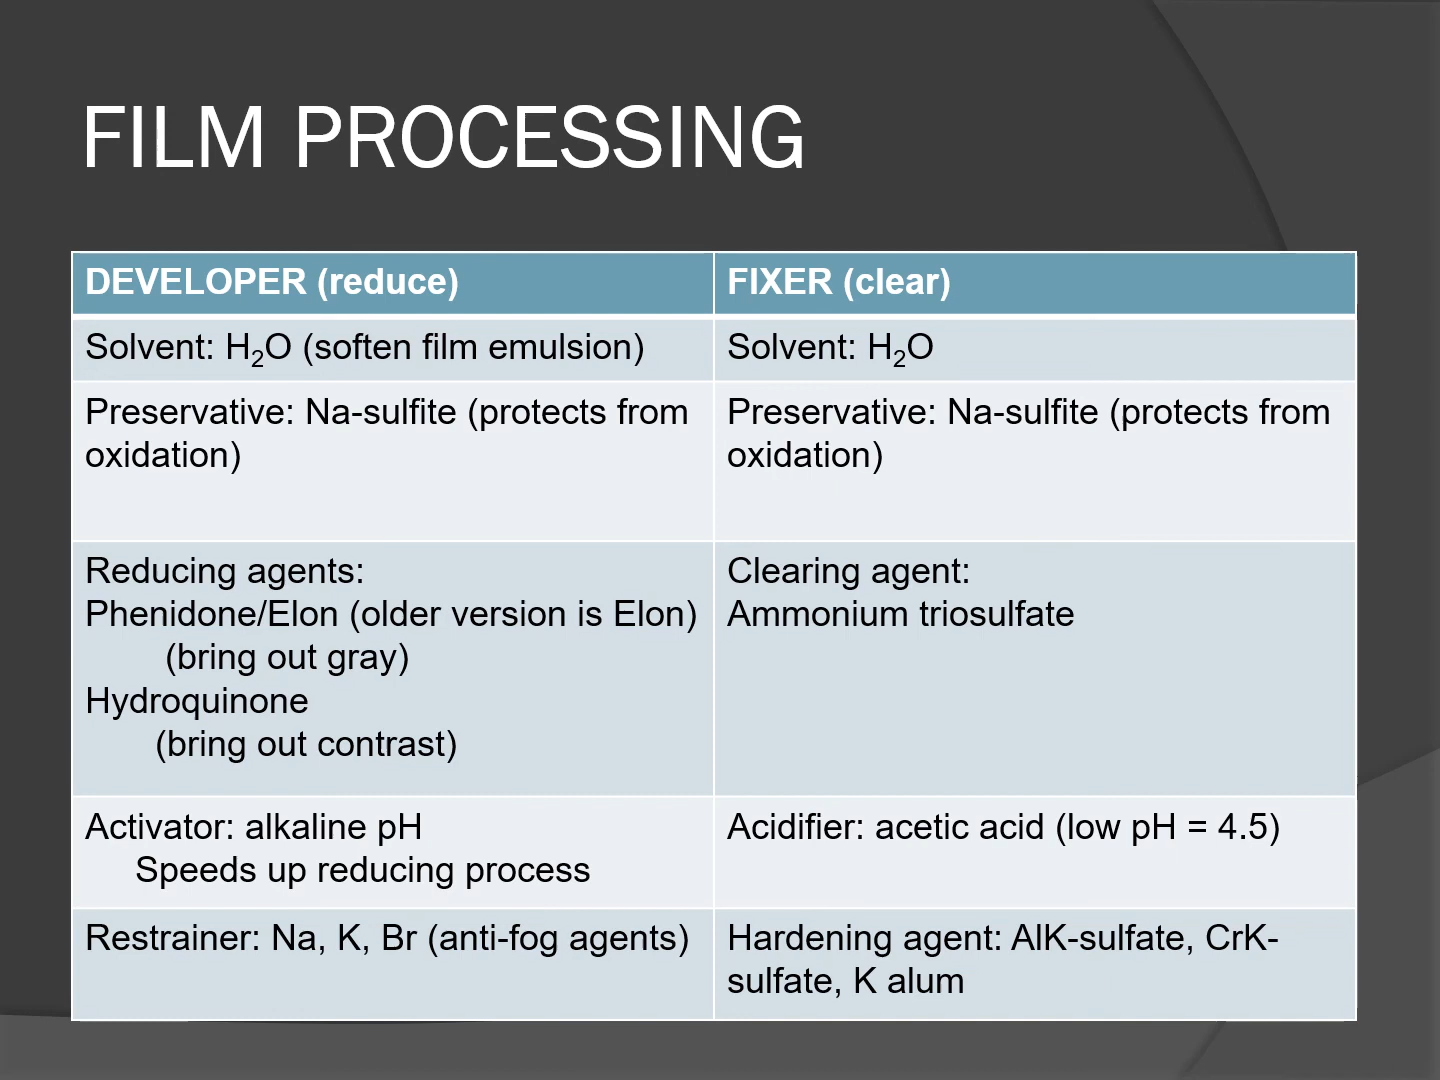 FILM PROCESSING
DEVELOPER (reduce)
FIXER (clear)
Solvent: H₂O (soften film emulsion)
Solvent: H₂O
Preservative: Na-sulfite (protects from
oxidation)
Preservative: Na-sulfite (protects from
oxidation)
Reducing agents:
Phenidone/Elon (older version is Elon)
(bring out gray)
Hydroquinone
(bring out contrast)
Clearing agent:
Ammonium triosulfate
Activator: alkaline pH
Speeds up reducing process
Acidifier: acetic acid (low pH = 4.5)
Restrainer: Na, K, Br (anti-fog agents)
Hardening agent: AlK-sulfate, CrK-
sulfate, K alum